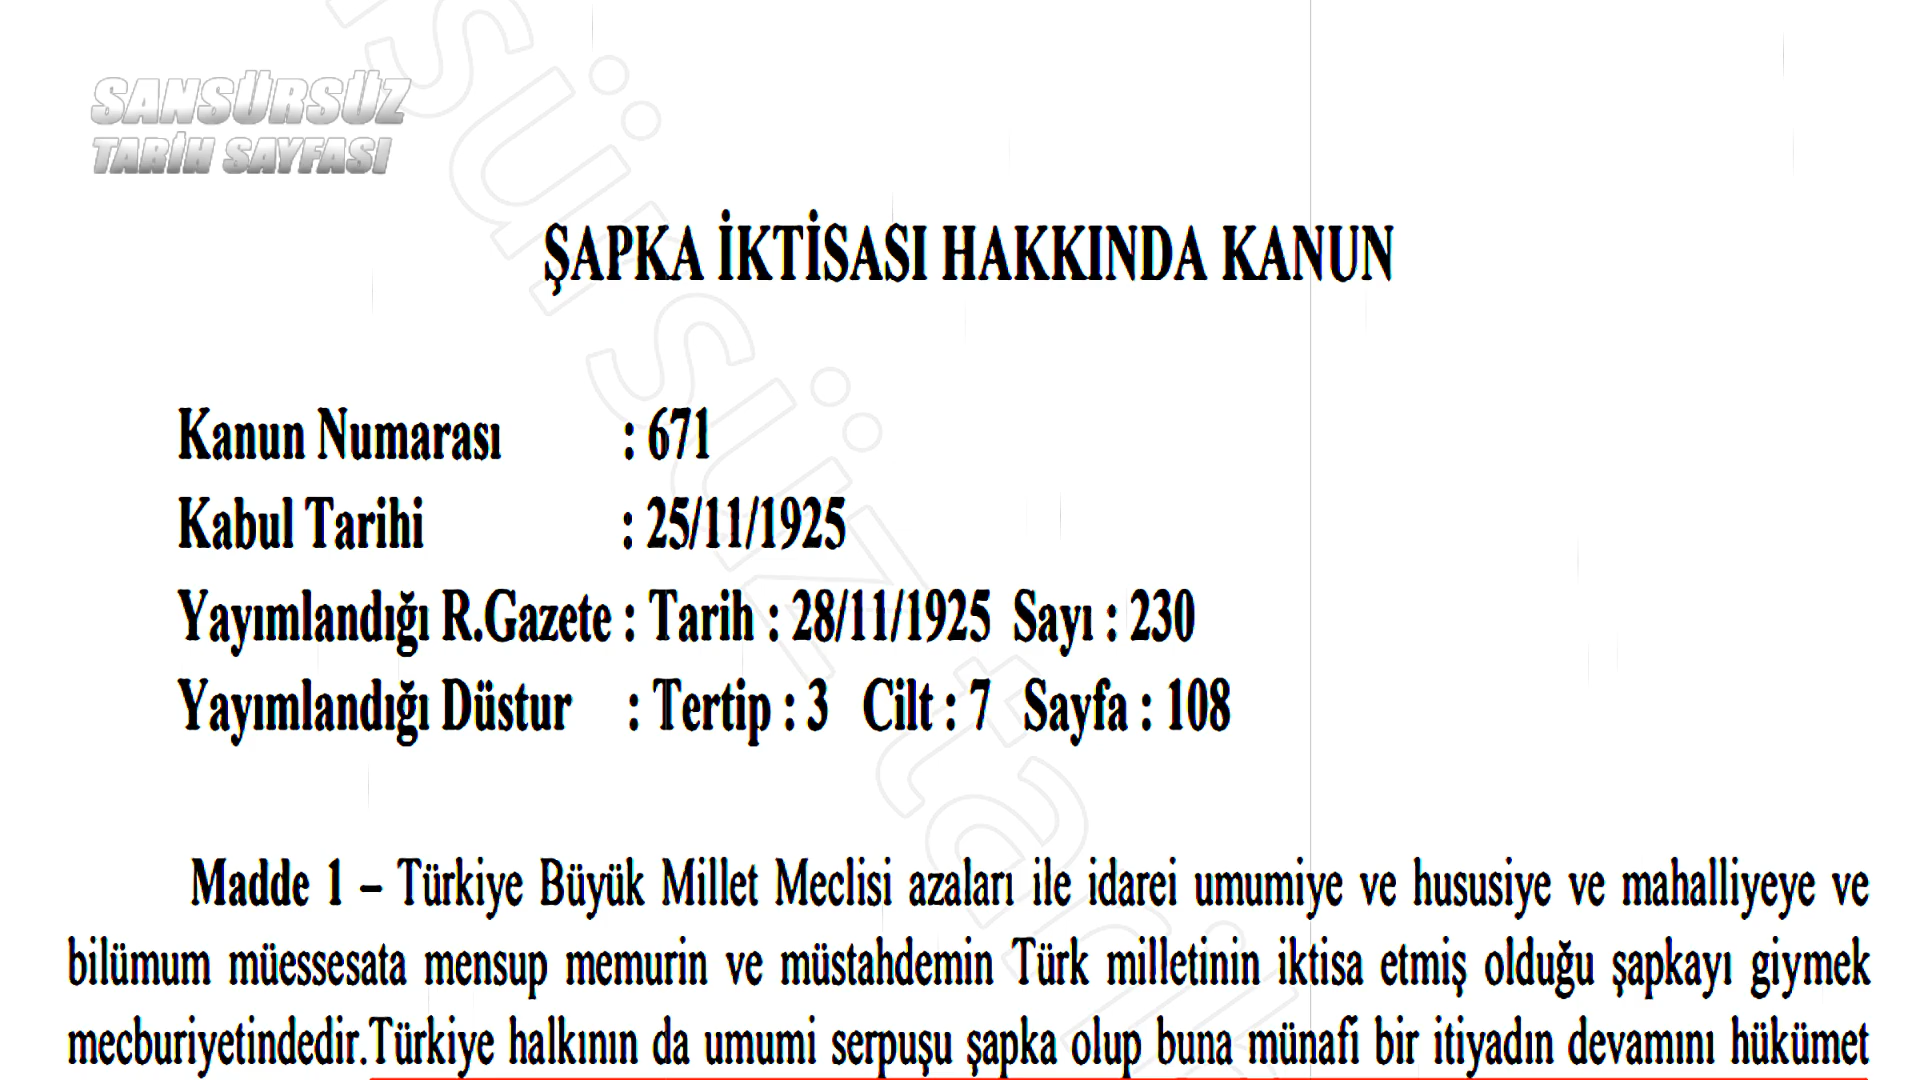 SANSÜRSÜZ
TARİH SAYFASI
ŞAPKA İKTİSASI HAKKINDA KANUN
Kanun Numarası : 671
Kabul Tarihi : 25/11/1925
Yayımlandığı R.Gazete : Tarih : 28/11/1925 Sayı : 230
Yayımlandığı Düstur : Tertip : 3 Cilt : 7 Sayfa : 108
Madde 1 – Türkiye Büyük Millet Meclisi azaları ile idarei umumiye ve hususiye ve mahalliyeye ve
bilümum müessesata mensup memurin ve müstahdemin Türk milletinin iktisa etmiş olduğu şapkayı giymek
mecburiyetindedir.Türkiye halkının da umumi serpuşu şapka olup buna münafi bir itiyadın devamını hükümet